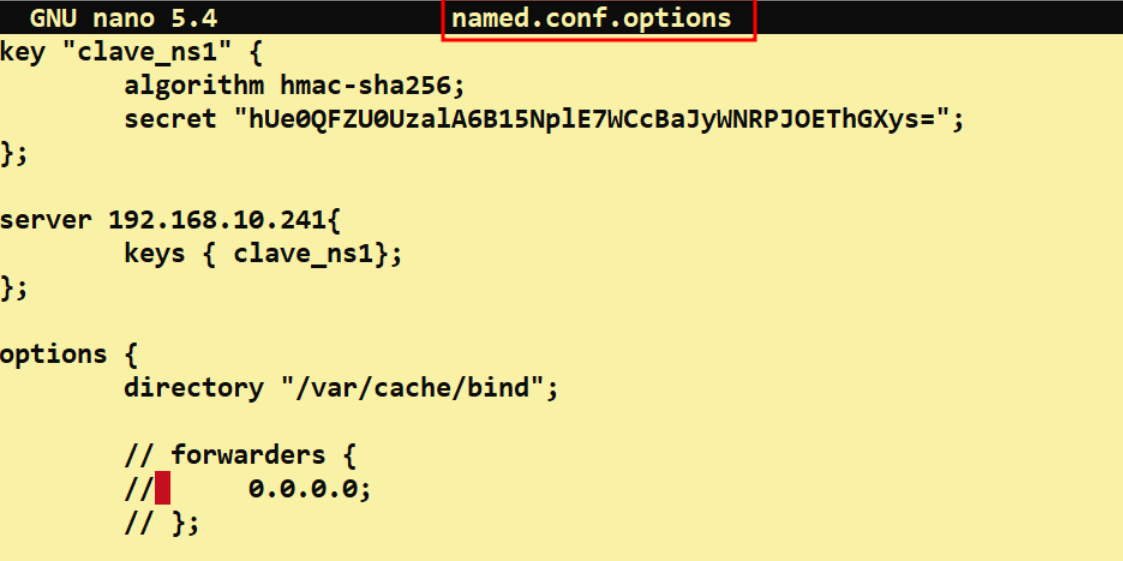 GNU nano 5.4 named.conf.options
key "clave_ns1" {
algorithm hmac-sha256;
secret "hUe0QFZU0UzalA6B15NplE7WCcBaJyWNRPJOEThGXys=";
};
server 192.168.10.241{
keys { clave_ns1};
};
options {
directory "/var/cache/bind";
// forwarders {
// 0.0.0.0;
// };